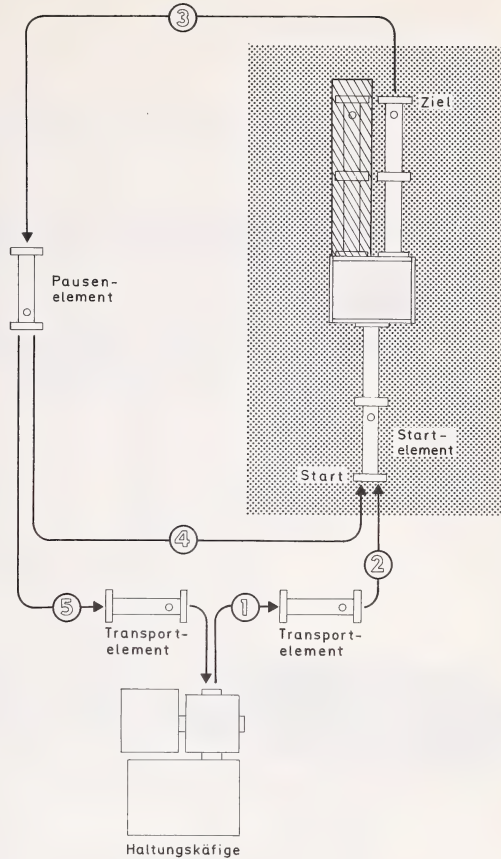 3
Ziel
Pausen-
element
Start-
element
Start
4
2
5
1
Transport-
element
Transport-
element
Haltungskäfige